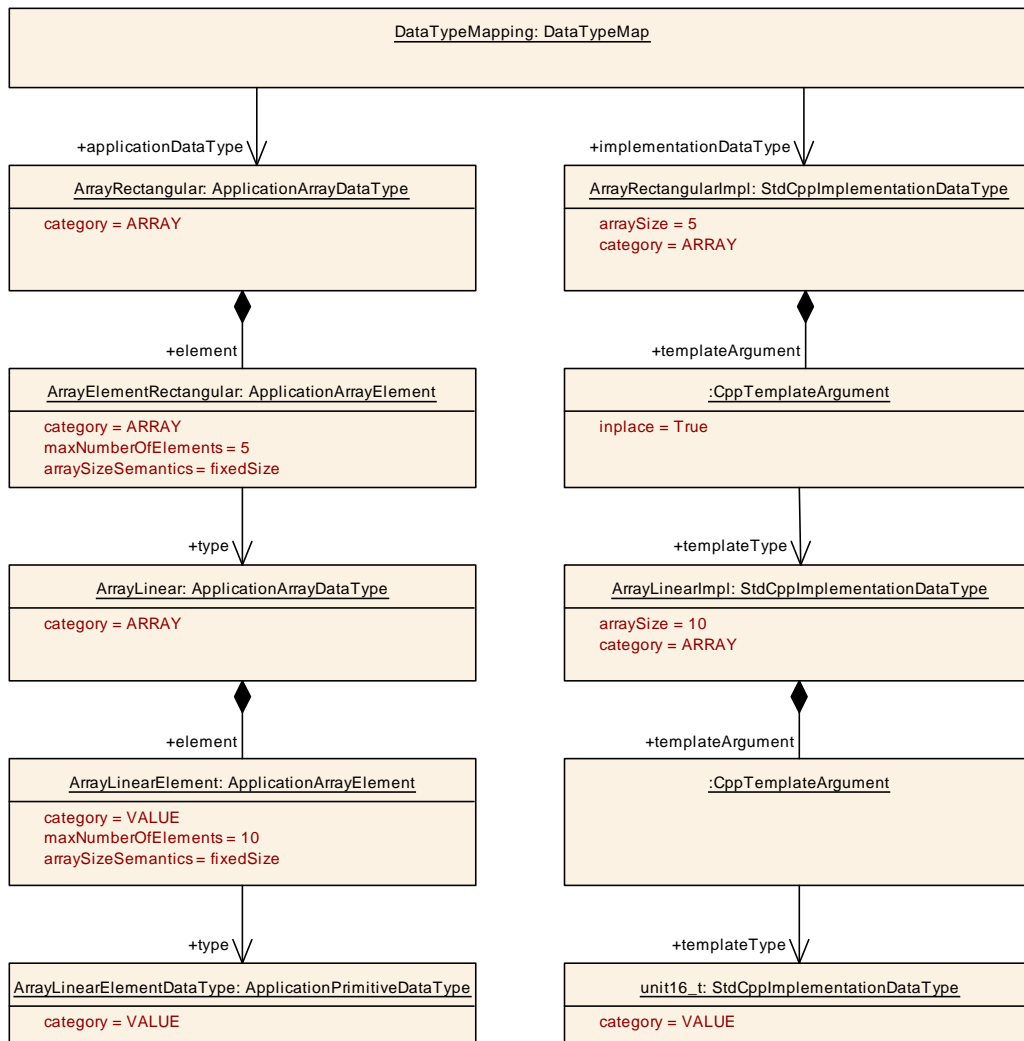 DataTypeMapping: DataTypeMap
+applicationDataType
+implementationDataType
ArrayRectangular: ApplicationArrayDataType
category = ARRAY
ArrayRectangularImpl: StdCppImplementationDataType
arraySize = 5
category = ARRAY
+element
+templateArgument
ArrayElementRectangular: ApplicationArrayElement
category = ARRAY
maxNumberOfElements = 5
arraySizeSemantics = fixedSize
:CppTemplateArgument
inplace = True
+type
+templateType
ArrayLinear: ApplicationArrayDataType
category = ARRAY
ArrayLinearImpl: StdCppImplementationDataType
arraySize = 10
category = ARRAY
+element
+templateArgument
ArrayLinearElement: ApplicationArrayElement
category = VALUE
maxNumberOfElements = 10
arraySizeSemantics = fixedSize
:CppTemplateArgument
+type
+templateType
ArrayLinearElementDataType: ApplicationPrimitiveDataType
category = VALUE
unit16_t: StdCppImplementationDataType
category = VALUE